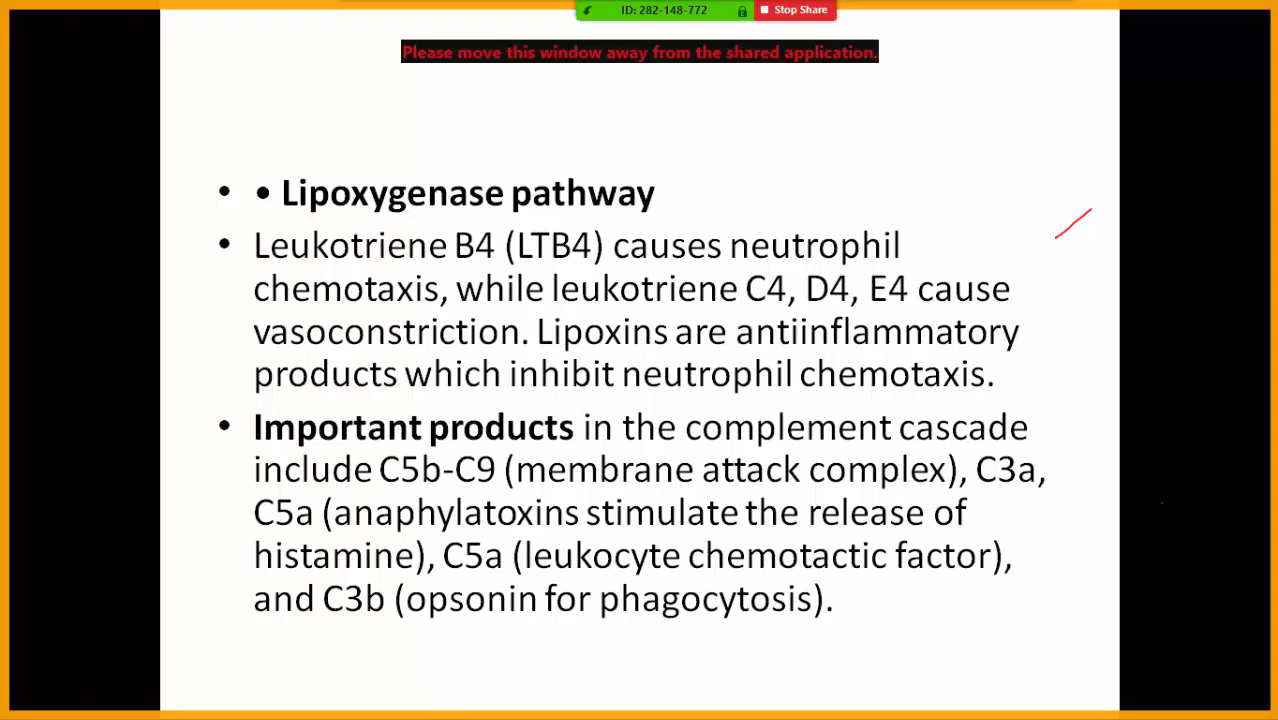 ID: 282-148-772
Stop Share
Please move this window away from the shared application.
• • Lipoxygenase pathway
• Leukotriene B4 (LTB4) causes neutrophil
chemotaxis, while leukotriene C4, D4, E4 cause
vasoconstriction. Lipoxins are antiinflammatory
products which inhibit neutrophil chemotaxis.
• Important products in the complement cascade
include C5b-C9 (membrane attack complex), C3a,
C5a (anaphylatoxins stimulate the release of
histamine), C5a (leukocyte chemotactic factor),
and C3b (opsonin for phagocytosis).